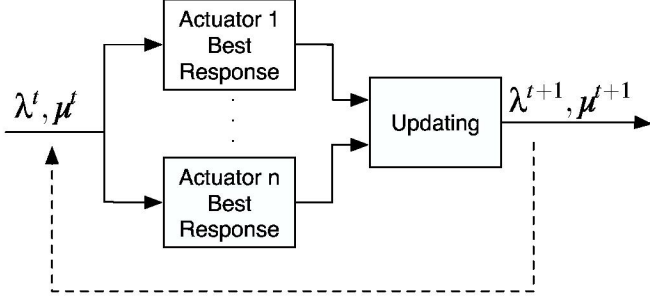 Actuator 1
Best
Response
λ^t, μ^t
.
.
.
Updating
λ^{t+1}, μ^{t+1}
Actuator n
Best
Response